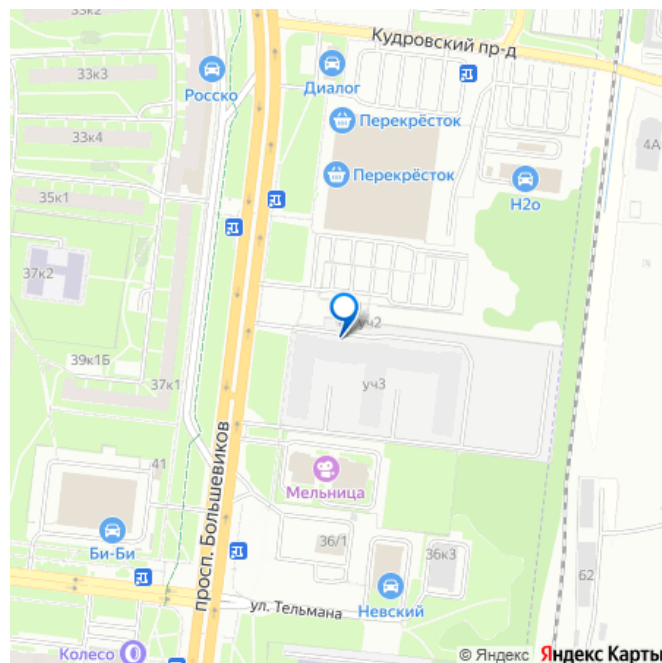 33к2
Кудровский пр-д
33к3
Росско
Диалог
Перекрёсток
33к4
4А
Перекрёсток
35к1
Н2о
37к2
уч2
39к1Б
37к1
уч3
просп. Большевиков
41
Мельница
Би-Би
36/1
36к3
62
ул. Тельмана
Невский
Колесо
© Яндекс Яндекс Карты